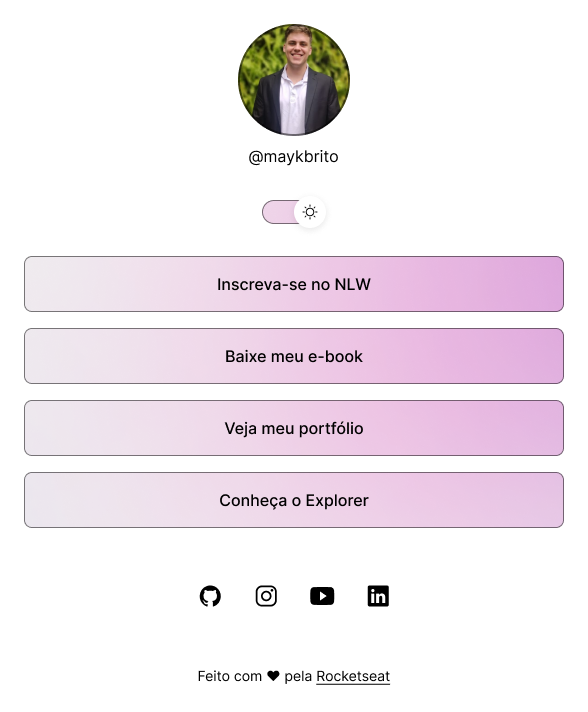 @maykbrito
Inscreva-se no NLW
Baixe meu e-book
Veja meu portfólio
Conheça o Explorer
Feito com ♥ pela Rocketseat